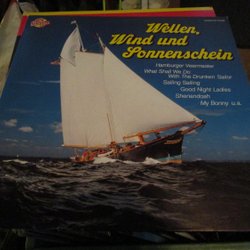 Wellen,
Wind und
Sonnenschein
Hamburger Veermaster
What Shall We Do
With The Drunken Sailor
Sailing Sailing
Good Night Ladies
Shenandoah
My Bonny u.a.